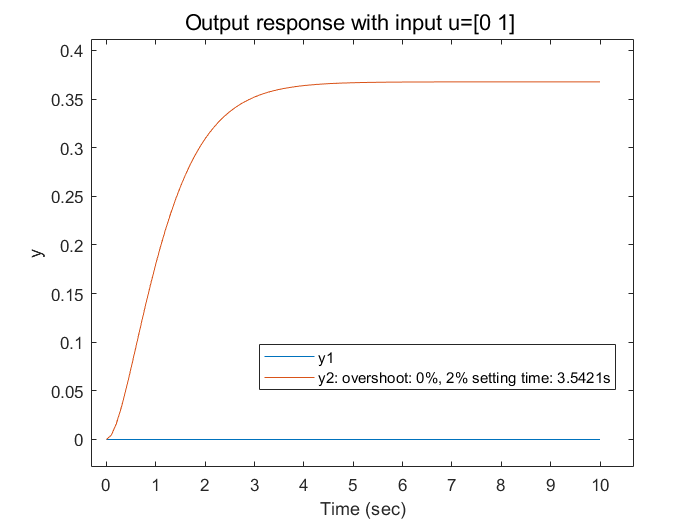 Output response with input u=[0 1]
0.4
0.35
0.3
0.25
0.2
0.15
0.1
0.05
0
y
y1
y2: overshoot: 0%, 2% setting time: 3.5421s
0 1 2 3 4 5 6 7 8 9 10
Time (sec)